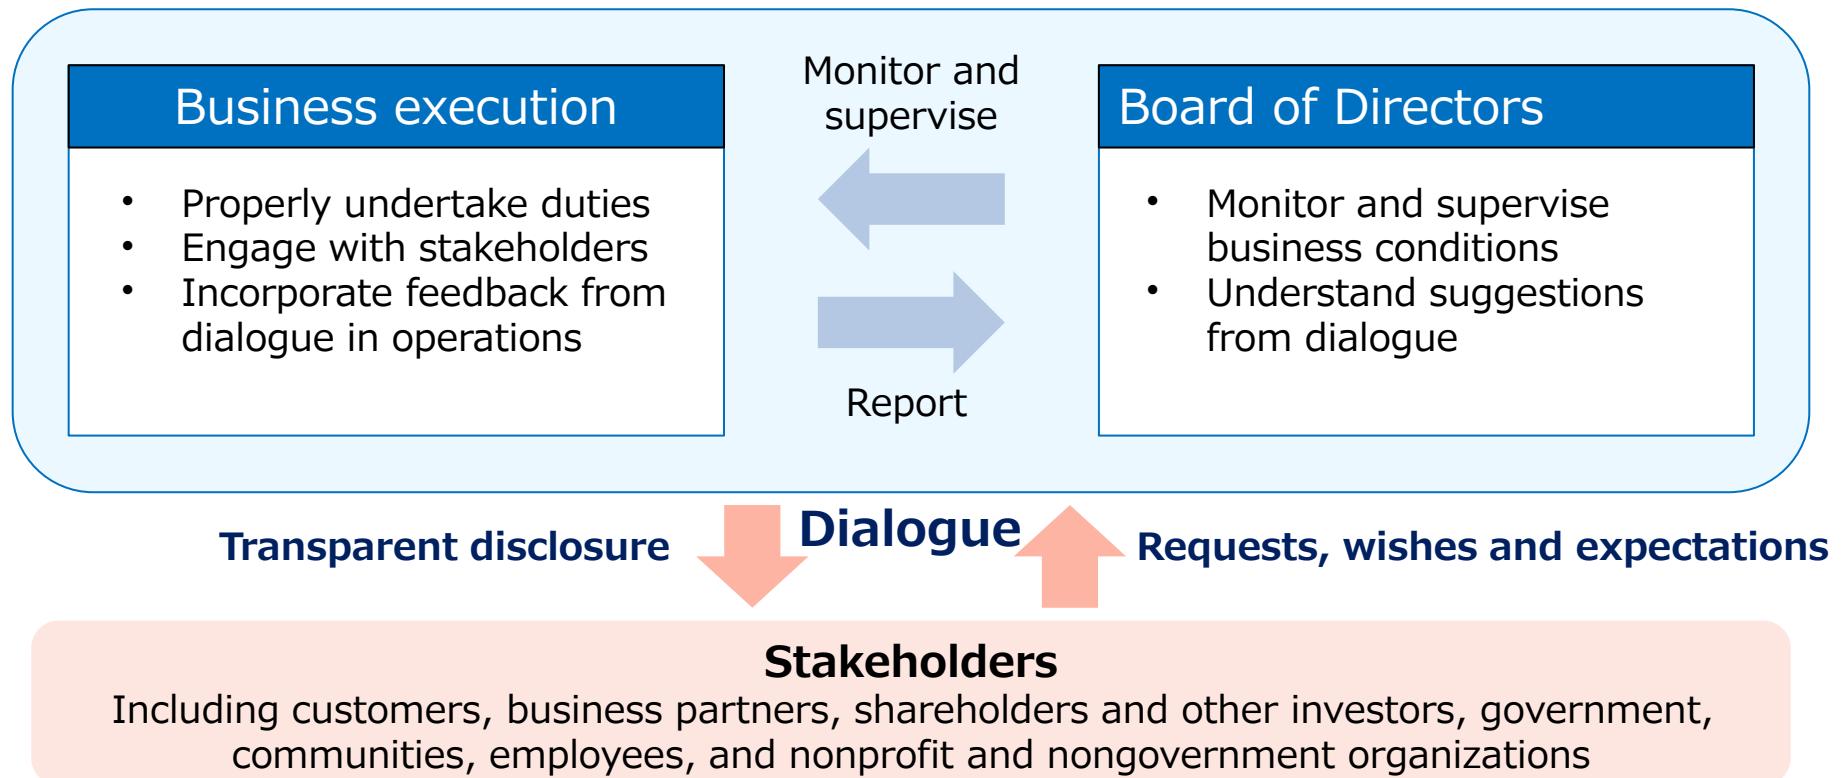 Business execution
• Properly undertake duties
• Engage with stakeholders
• Incorporate feedback from
dialogue in operations
Monitor and
supervise
Report
Board of Directors
• Monitor and supervise
business conditions
• Understand suggestions
from dialogue
Transparent disclosure
Dialogue
Requests, wishes and expectations
Stakeholders
Including customers, business partners, shareholders and other investors, government,
communities, employees, and nonprofit and nongovernment organizations